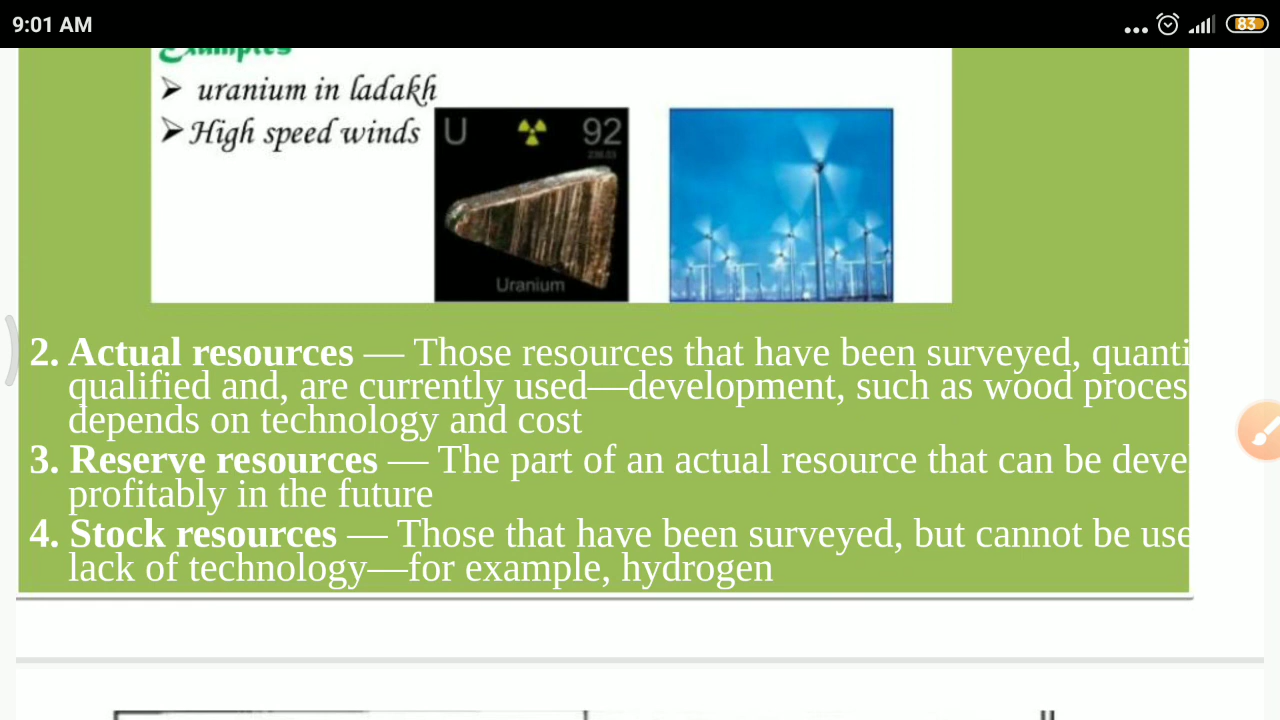 9:01 AM
83
Examples
➢ uranium in ladakh
➢ High speed winds
U 92
238.03
Uranium
2. Actual resources — Those resources that have been surveyed, quanti
qualified and, are currently used—development, such as wood proces
depends on technology and cost
3. Reserve resources — The part of an actual resource that can be deve
profitably in the future
4. Stock resources — Those that have been surveyed, but cannot be use
lack of technology—for example, hydrogen